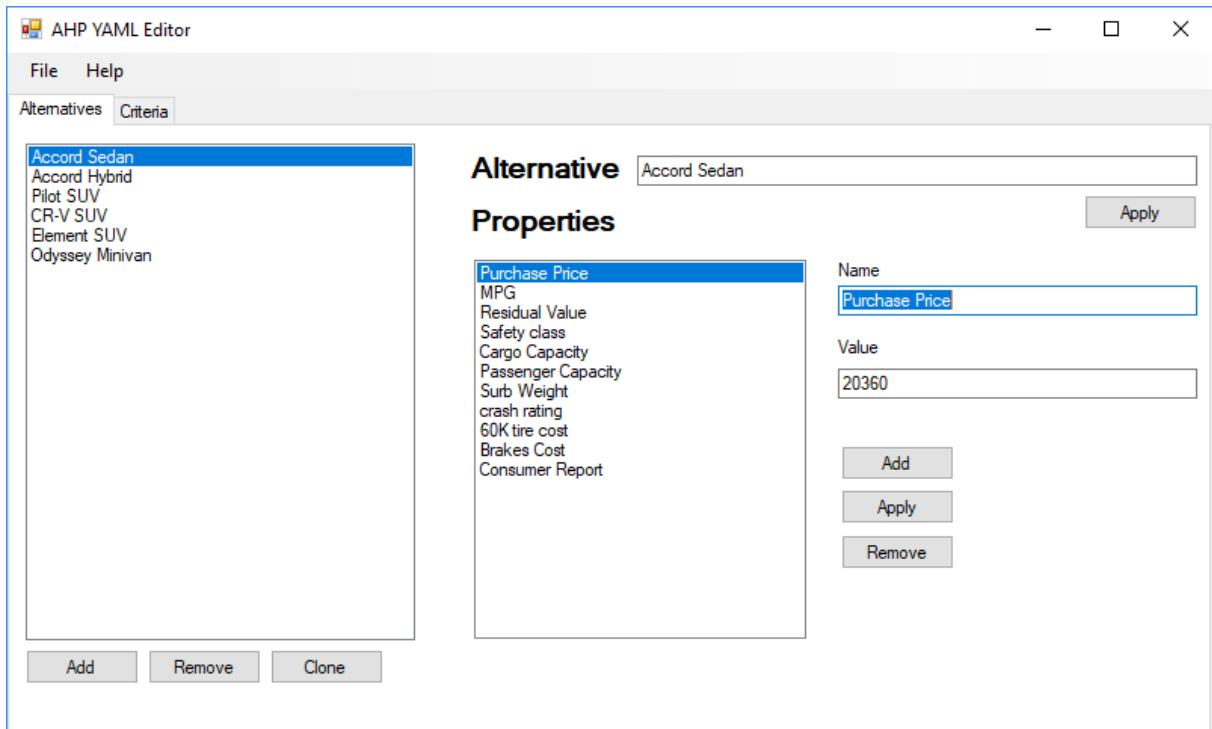 AHP YAML Editor
File Help
Alternatives Criteria
Accord Sedan
Accord Hybrid
Pilot SUV
CR-V SUV
Element SUV
Odyssey Minivan
Add Remove Clone
Alternative Accord Sedan
Apply
Properties
Purchase Price
MPG
Residual Value
Safety class
Cargo Capacity
Passenger Capacity
Surb Weight
crash rating
60K tire cost
Brakes Cost
Consumer Report
Name
Purchase Price
Value
20360
Add
Apply
Remove